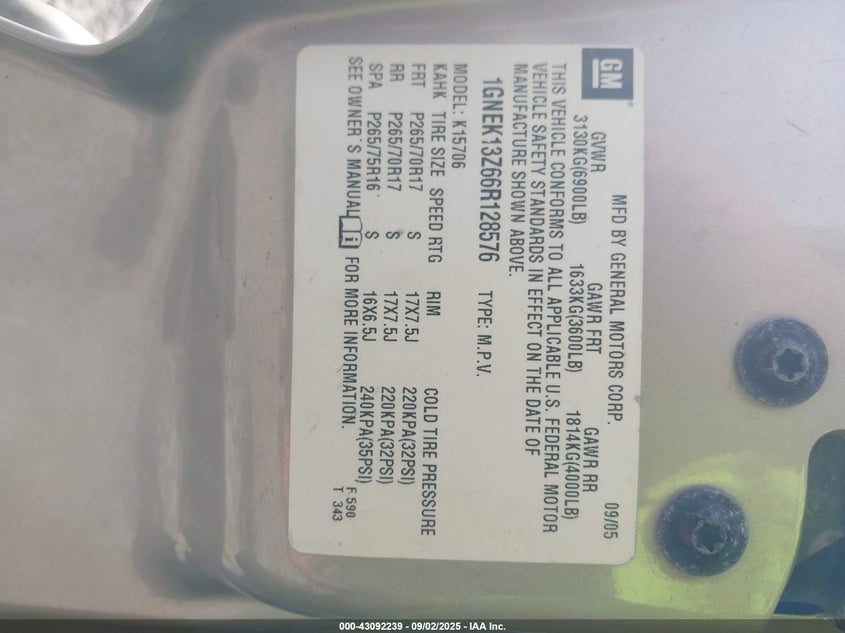 GM
MFD BY GENERAL MOTORS CORP. 09/05
GVWR GAWR FRT GAWR RR
3130KG(6900LB) 1633KG(3600LB) 1814KG(4000LB)
THIS VEHICLE CONFORMS TO ALL APPLICABLE U.S. FEDERAL MOTOR
VEHICLE SAFETY STANDARDS IN EFFECT ON THE DATE OF
MANUFACTURE SHOWN ABOVE.
1GNEK13Z66R128576 TYPE: M.P.V.
MODEL: K15706
KAHK TIRE SIZE SPEED RTG RIM COLD TIRE PRESSURE
FRT P265/70R17 S 17X7.5J 220KPA(32PSI)
RR P265/70R17 S 17X7.5J 220KPA(32PSI)
SPA P265/75R16 S 16X6.5J 240KPA(35PSI)
SEE OWNER'S MANUAL i FOR MORE INFORMATION.
F 590
T 343
000-43092239 - 09/02/2025 - IAA Inc.